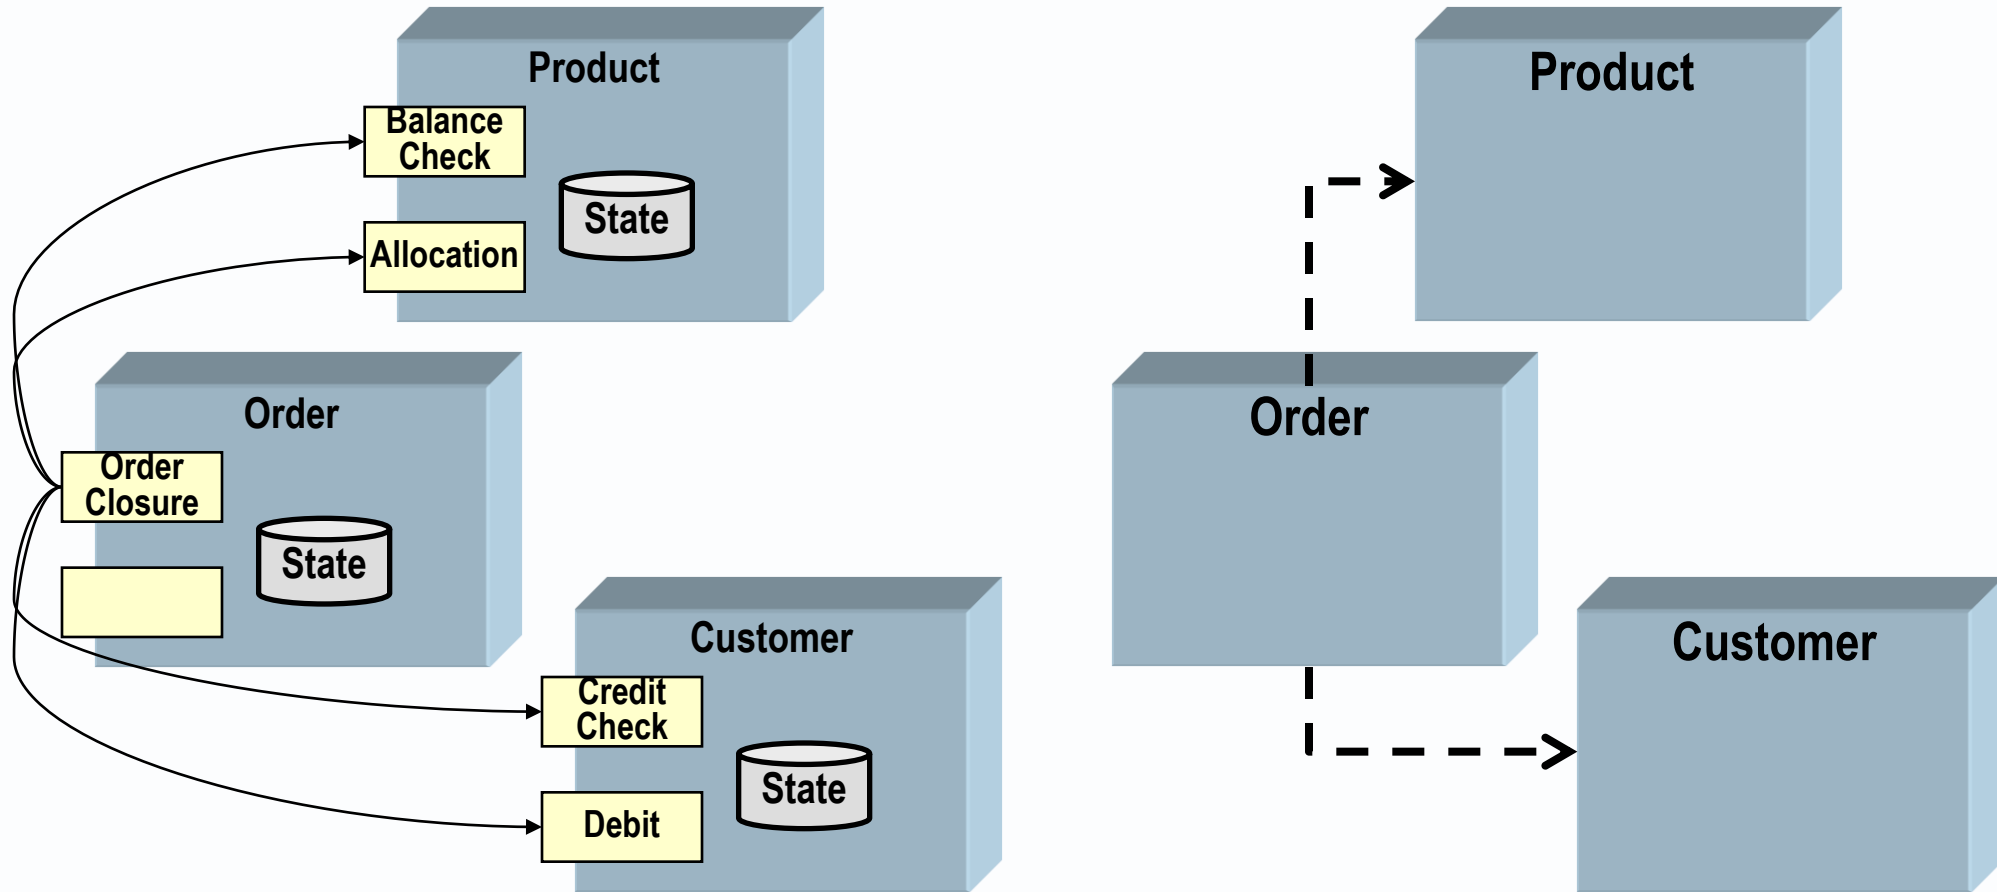 Product
Balance
Check
State
Allocation
Order
Order
Closure
State
Customer
Credit
Check
State
Debit
Product
Order
Customer